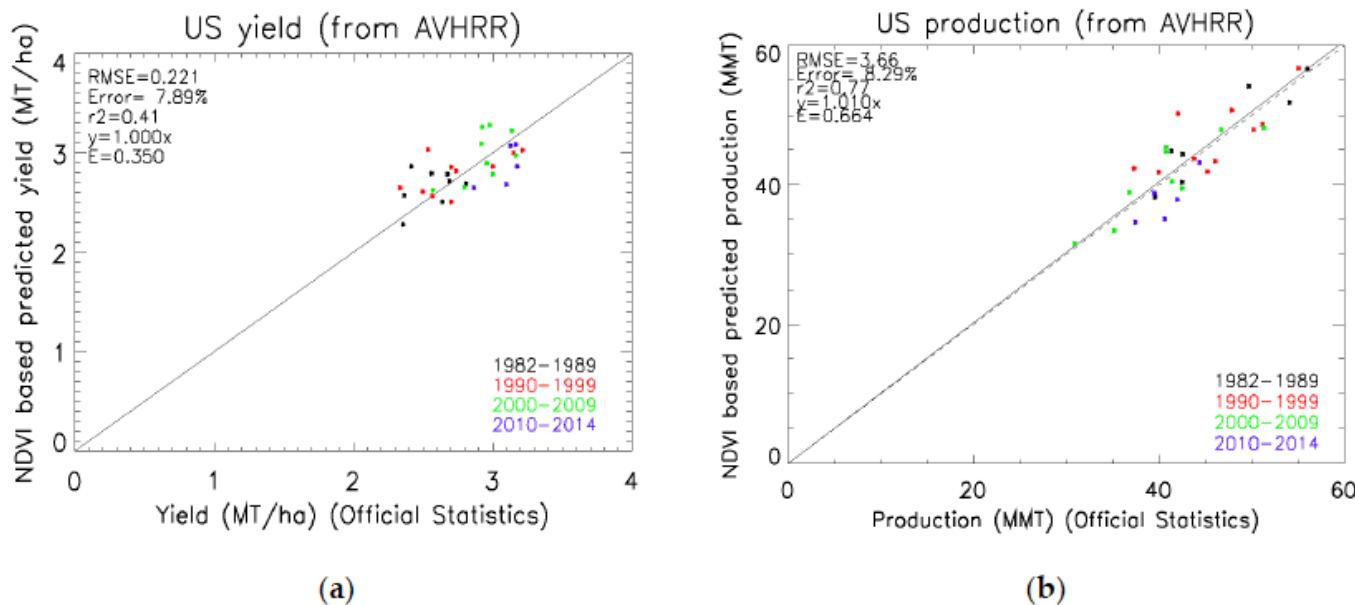 US yield (from AVHRR)
NDVI based predicted yield (MT/ha)
RMSE=0.221
Error= 7.89%
r2=0.41
y=1.000x
E=0.350
4
3
2
1
0
1982-1989
1990-1999
2000-2009
2010-2014
0 1 2 3 4
Yield (MT/ha) (Official Statistics)
(a)
US production (from AVHRR)
NDVI based predicted production (MMT)
RMSE=3.66
Error= 8.29%
r2=0.77
y=1.010x
E=0.664
60
40
20
0
1982-1989
1990-1999
2000-2009
2010-2014
0 20 40 60
Production (MMT) (Official Statistics)
(b)